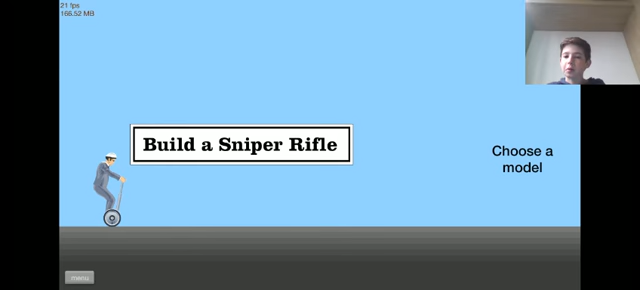 21 fps
166.52 MB
Build a Sniper Rifle
Choose a
model
menu